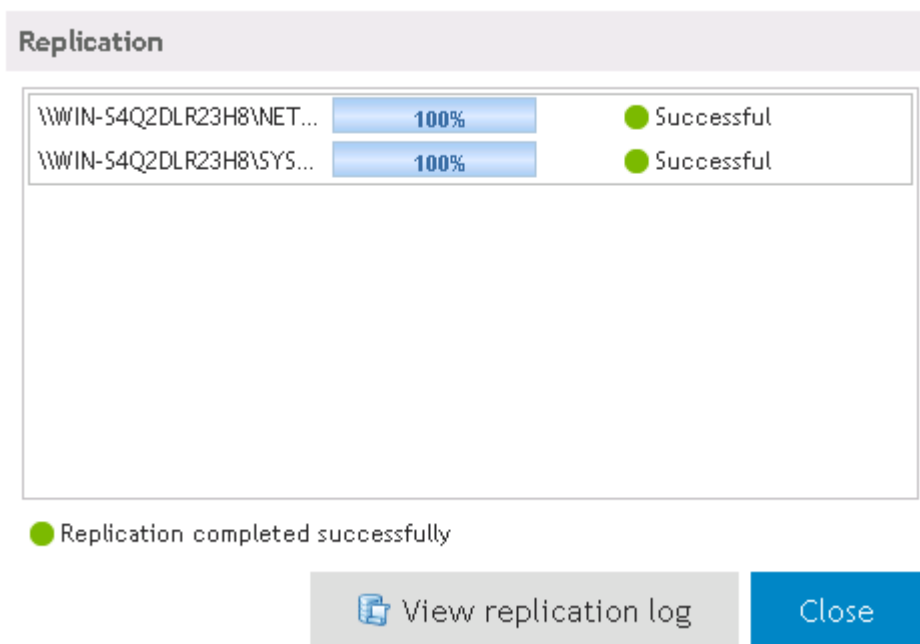 Replication
\\WIN-S4Q2DLR23H8\NET... 100% Successful
\\WIN-S4Q2DLR23H8\SYS... 100% Successful
Replication completed successfully
View replication log Close